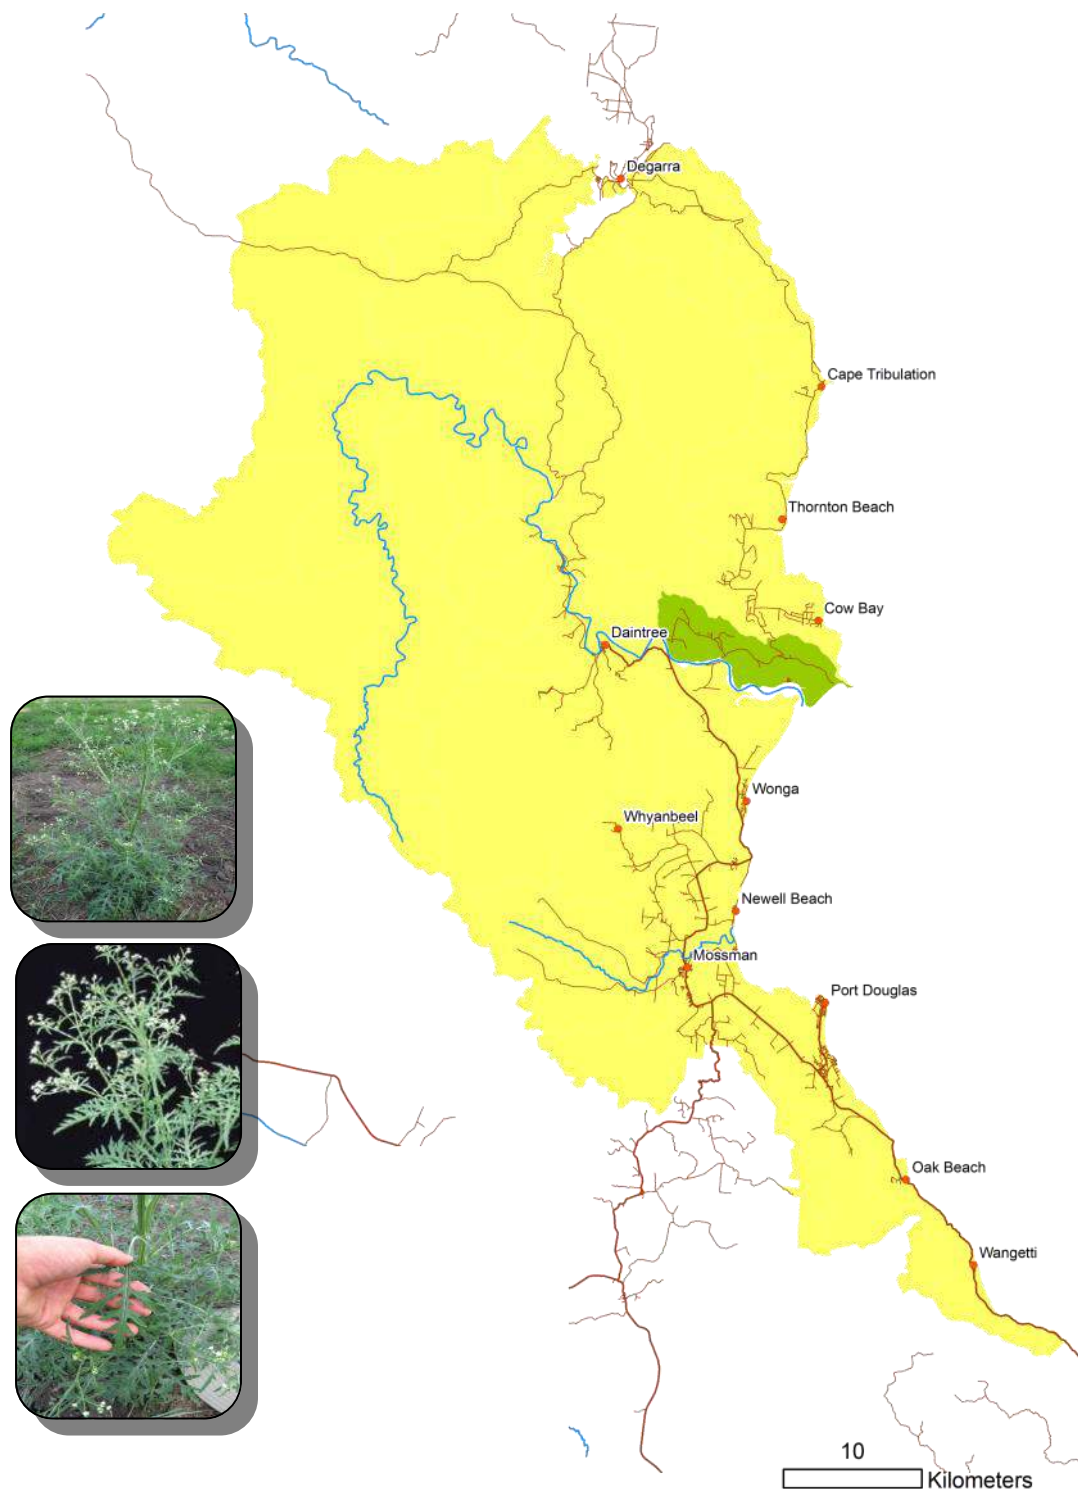 Degarra
Cape Tribulation
Thornton Beach
Cow Bay
Daintree
Wonga
Whyanbeel
Newell Beach
Mossman
Port Douglas
Oak Beach
Wangetti
10
Kilometers